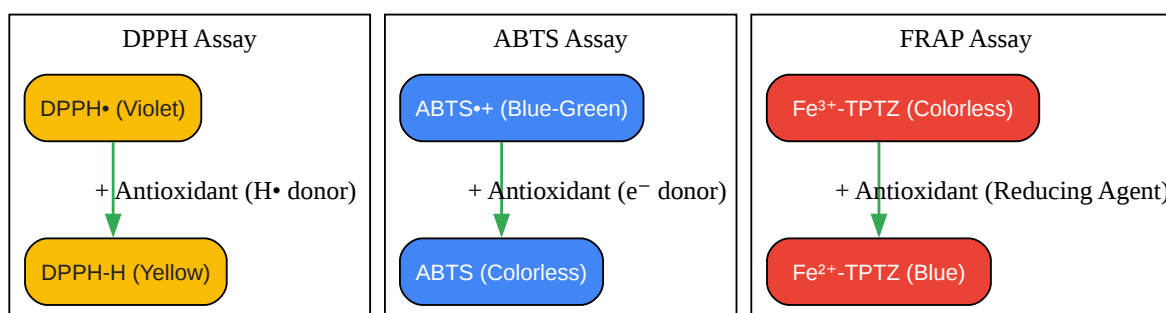 DPPH Assay
DPPH• (Violet)
+ Antioxidant (H• donor)
DPPH-H (Yellow)
ABTS Assay
ABTS•+ (Blue-Green)
+ Antioxidant (e⁻ donor)
ABTS (Colorless)
FRAP Assay
Fe³⁺-TPTZ (Colorless)
+ Antioxidant (Reducing Agent)
Fe²⁺-TPTZ (Blue)